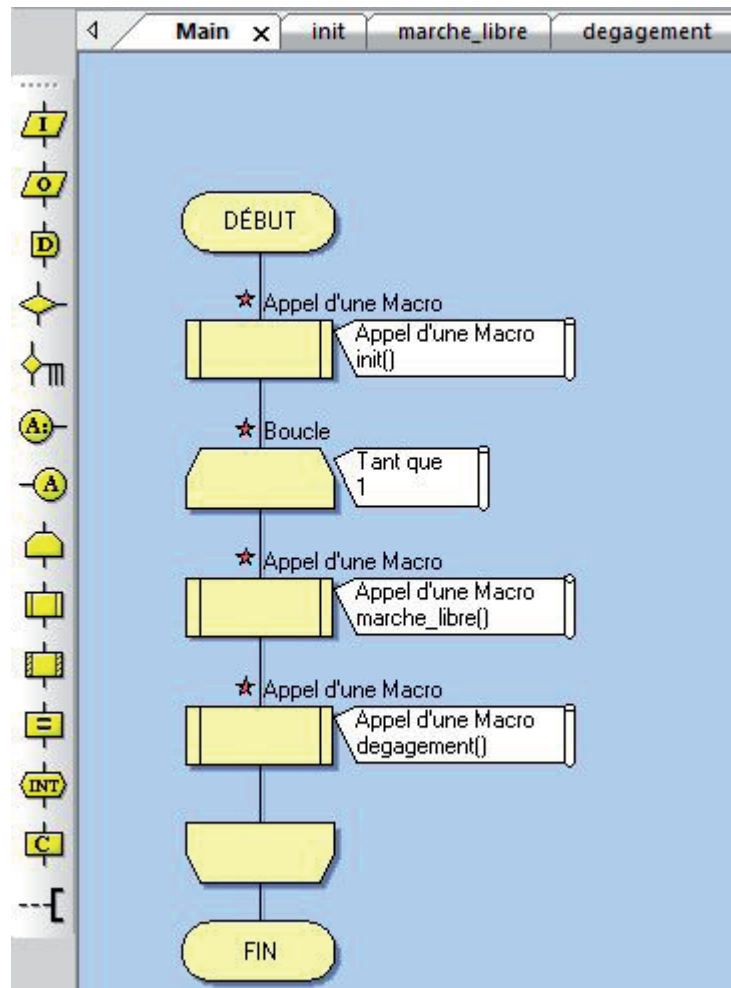 Main x init marche_libre degagement
I
O
D
A:
A
=
INT
C
DÉBUT
Appel d'une Macro
Appel d'une Macro
init()
Boucle
Tant que
1
Appel d'une Macro
Appel d'une Macro
marche_libre()
Appel d'une Macro
Appel d'une Macro
degagement()
FIN